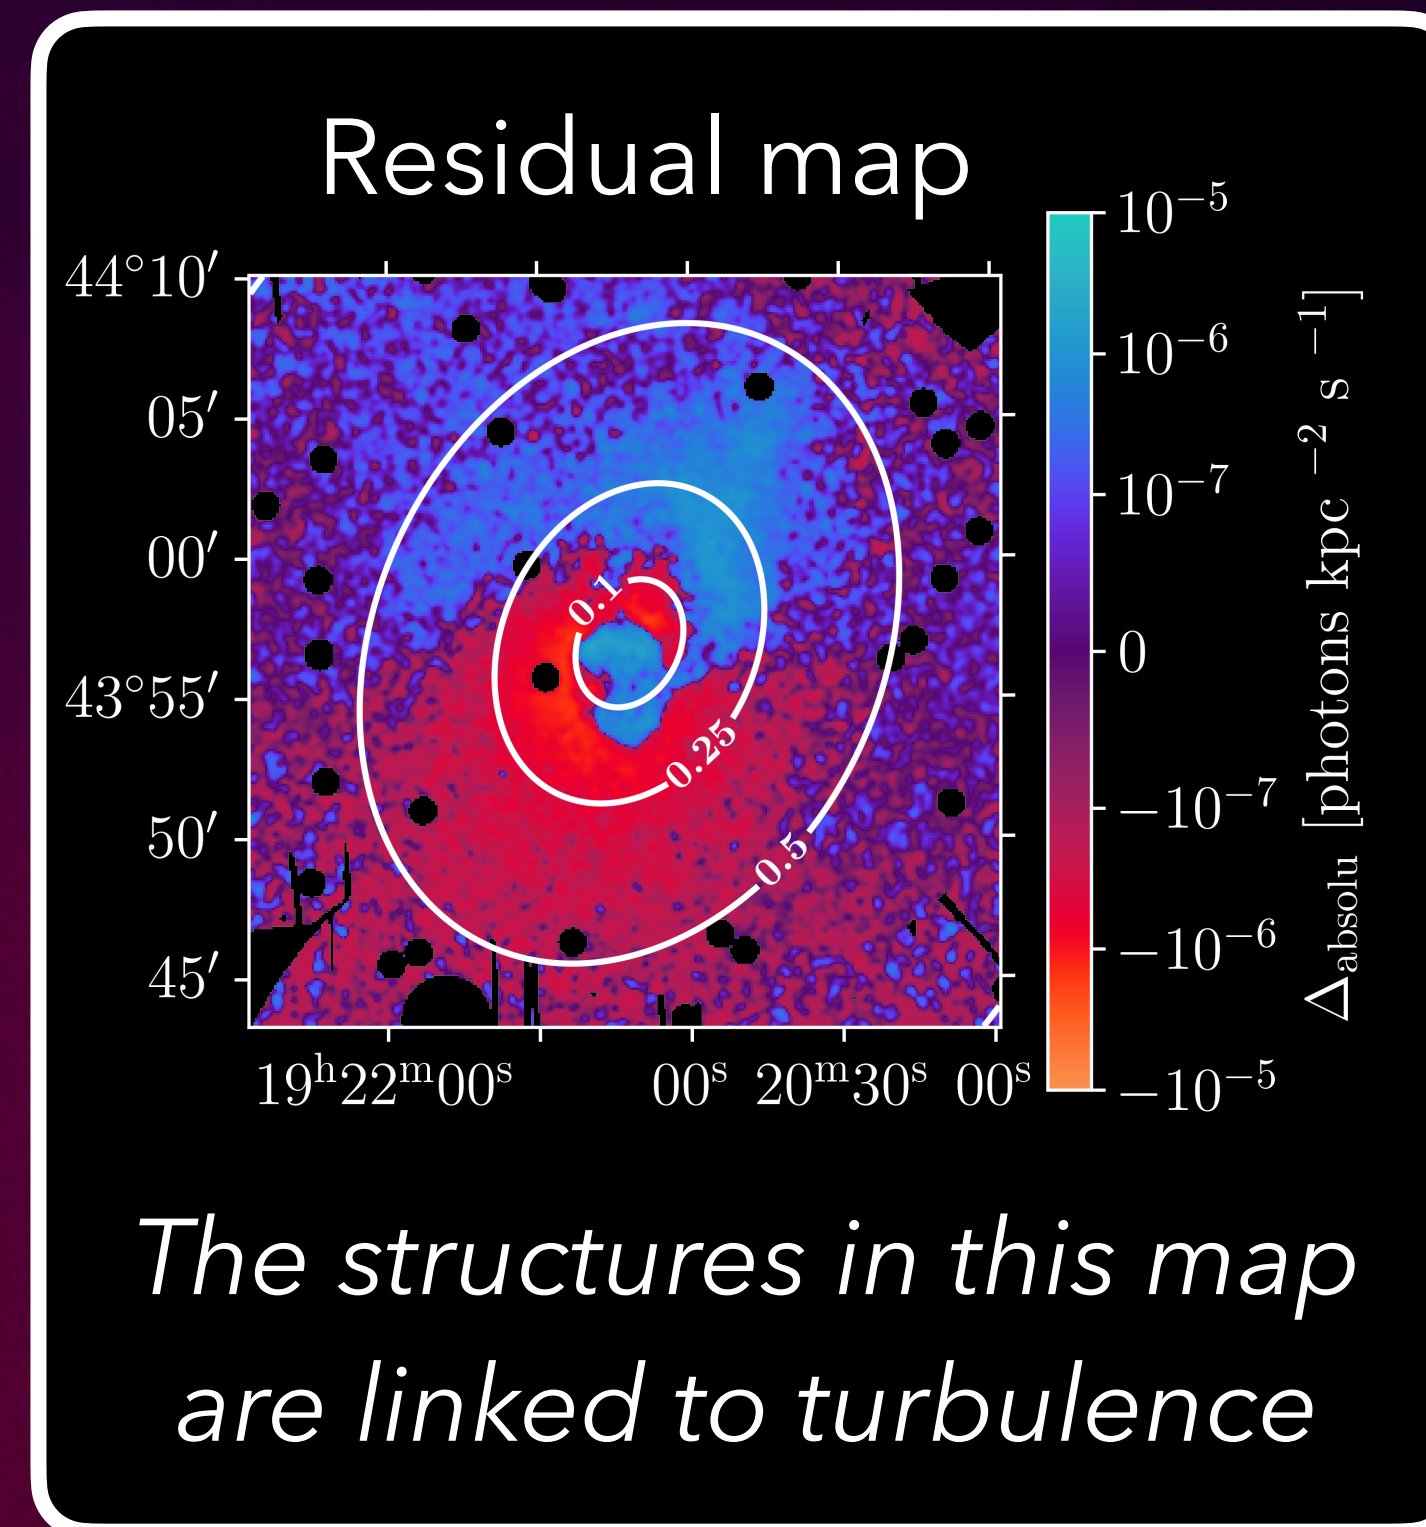 Residual map
44°10′
05′
00′
43°55′
50′
45′
19ʰ22ᵐ00ˢ
00ˢ
20ᵐ30ˢ
00ˢ
0.1
0.25
0.5
10⁻⁵
10⁻⁶
10⁻⁷
0
−10⁻⁷
−10⁻⁶
−10⁻⁵
Δabsolu [photons kpc ⁻² s ⁻¹]
The structures in this map
are linked to turbulence